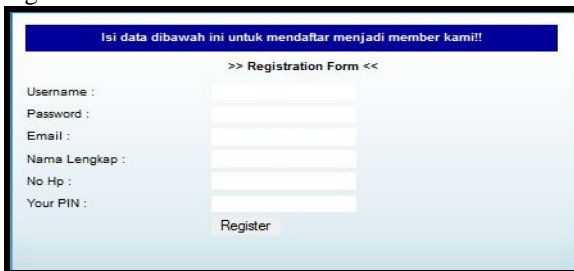 Isi data dibawah ini untuk mendaftar menjadi member kami!!
>> Registration Form <<
Username :
Password :
Email :
Nama Lengkap :
No Hp :
Your PIN :
Register